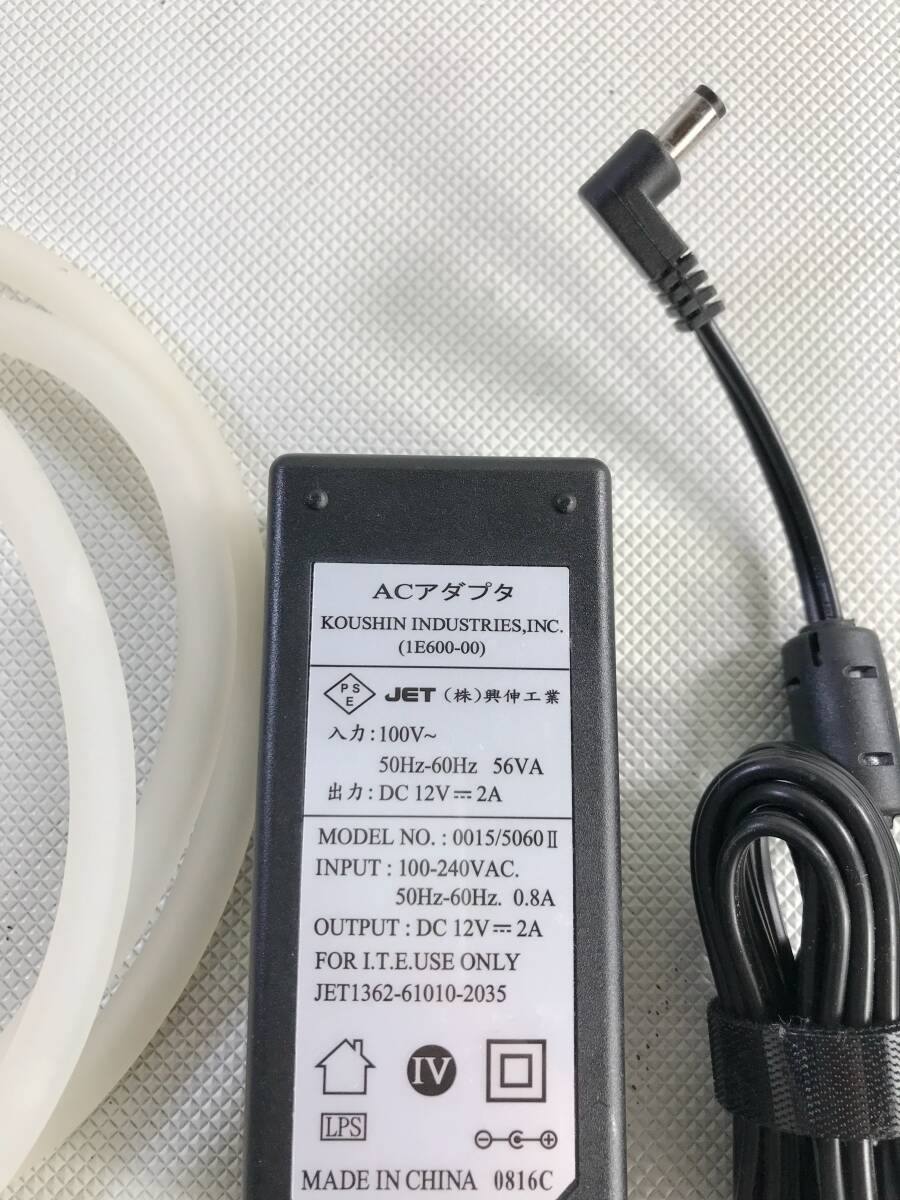 ACアダプタ
KOUSHIN INDUSTRIES,INC.
(1E600-00)
PSE JET (株)興伸工業
入力:100V~
50Hz-60Hz 56VA
出力:DC 12V⎓2A
MODEL NO. : 0015/5060Ⅱ
INPUT : 100-240VAC.
50Hz-60Hz. 0.8A
OUTPUT : DC 12V⎓2A
FOR I.T.E.USE ONLY
JET1362-61010-2035
IV
LPS
MADE IN CHINA 0816C